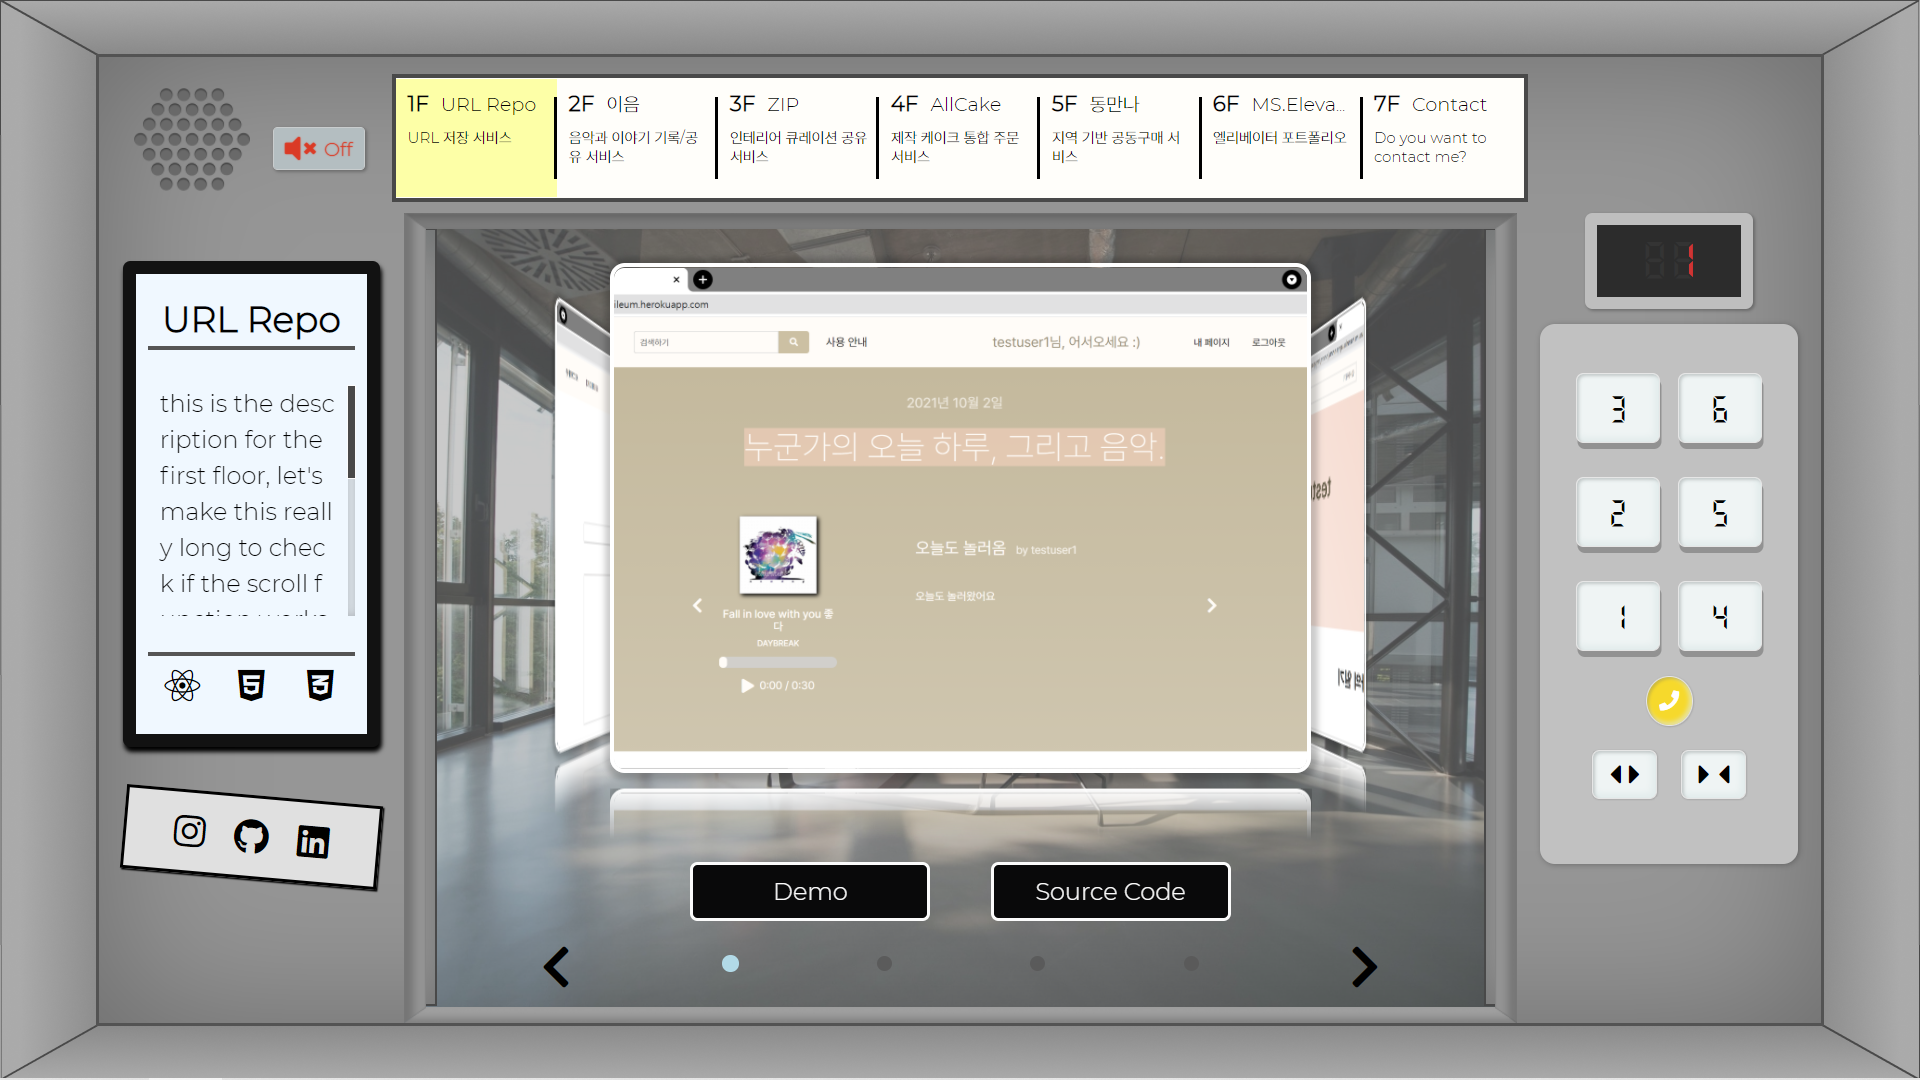 Off
1F URL Repo
URL 저장 서비스
2F 이음
음악과 이야기 기록/공
유 서비스
3F ZIP
인테리어 큐레이션 공유
서비스
4F AllCake
제작 케이크 통합 주문
서비스
5F 동만나
지역 기반 공동구매 서
비스
6F MS.Eleva...
엘리베이터 포트폴리오
7F Contact
Do you want to
contact me?
URL Repo
this is the desc
ription for the
first floor, let's
make this reall
y long to chec
k if the scroll f
unction works
ileum.herokuapp.com
검색하기
사용 안내
testuser1님, 어서오세요 :)
내 페이지
로그아웃
2021년 10월 2일
누군가의 오늘 하루, 그리고 음악.
Fall in love with you 좋
다
DAYBREAK
0:00 / 0:30
오늘도 놀러옴 by testuser1
오늘도 놀러왔어요
Demo
Source Code
1
3
6
2
5
1
4